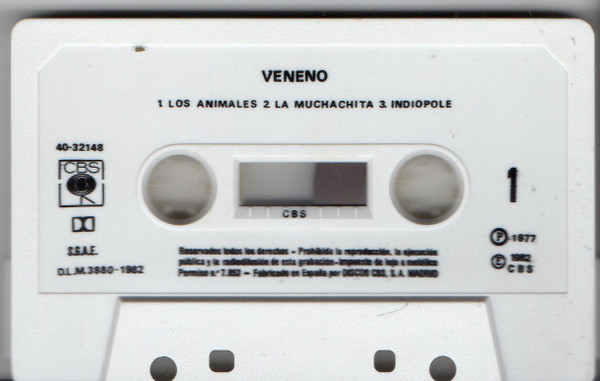 VENENO
1. LOS ANIMALES 2. LA MUCHACHITA 3. INDIOPOLE
40-32148
CBS
1
CBS
S.G.A.E.
D.L.M.3880-1982
Reservados todos los derechos - Prohibida la reproducción, la ejecución
pública y la radiodifusión de esta grabación-Impuesto de lujo a metálico
Permiso n.º 7.853 - Fabricado en España por DISCOS CBS, S.A. MADRID
Ⓟ 1977
Ⓒ 1982
CBS